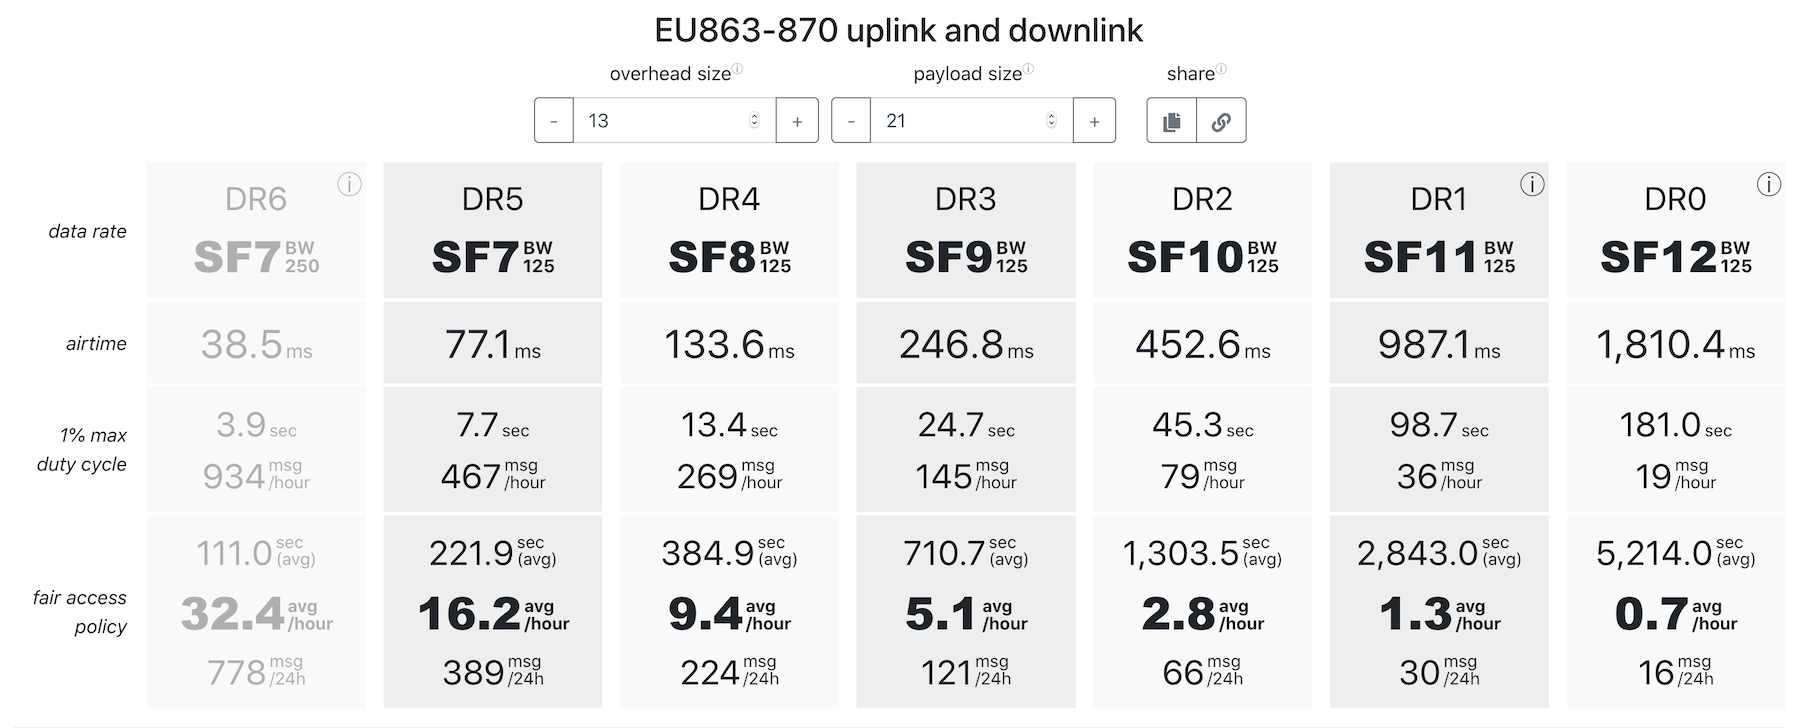 EU863-870 uplink and downlink
overhead size ⓘ payload size ⓘ share ⓘ
- 13 + - 21 +
data rate
DR6 ⓘ DR5 DR4 DR3 DR2 DR1 ⓘ DR0 ⓘ
SF7 BW 250 SF7 BW 125 SF8 BW 125 SF9 BW 125 SF10 BW 125 SF11 BW 125 SF12 BW 125
airtime 38.5 ms 77.1 ms 133.6 ms 246.8 ms 452.6 ms 987.1 ms 1,810.4 ms
1% max duty cycle
3.9 sec 7.7 sec 13.4 sec 24.7 sec 45.3 sec 98.7 sec 181.0 sec
934 msg /hour 467 msg /hour 269 msg /hour 145 msg /hour 79 msg /hour 36 msg /hour 19 msg /hour
fair access policy
111.0 sec (avg) 221.9 sec (avg) 384.9 sec (avg) 710.7 sec (avg) 1,303.5 sec (avg) 2,843.0 sec (avg) 5,214.0 sec (avg)
32.4 avg /hour 16.2 avg /hour 9.4 avg /hour 5.1 avg /hour 2.8 avg /hour 1.3 avg /hour 0.7 avg /hour
778 msg /24h 389 msg /24h 224 msg /24h 121 msg /24h 66 msg /24h 30 msg /24h 16 msg /24h